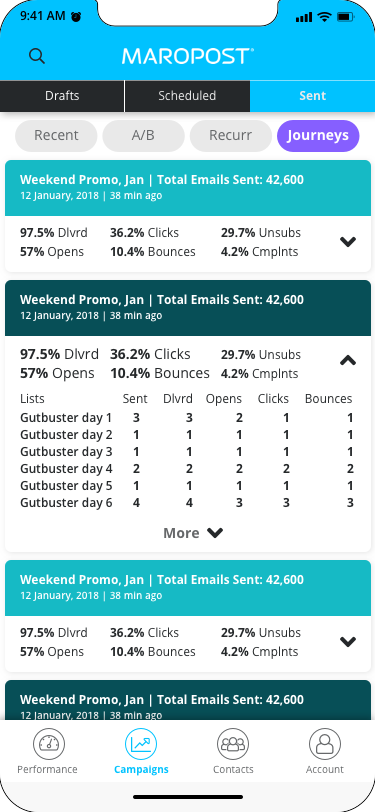 9:41 AM
MAROPOST
Drafts Scheduled Sent
Recent A/B Recurr Journeys
Weekend Promo, Jan | Total Emails Sent: 42,600
12 January, 2018 | 38 min ago
97.5% Dlvrd 36.2% Clicks 29.7% Unsubs
57% Opens 10.4% Bounces 4.2% Cmplnts
Weekend Promo, Jan | Total Emails Sent: 42,600
12 January, 2018 | 38 min ago
97.5% Dlvrd 36.2% Clicks 29.7% Unsubs
57% Opens 10.4% Bounces 4.2% Cmplnts
Lists Sent Dlvrd Opens Clicks Bounces
Gutbuster day 1 3 3 2 1 1
Gutbuster day 2 1 1 1 1 1
Gutbuster day 3 1 1 1 1 1
Gutbuster day 4 2 2 2 2 2
Gutbuster day 5 1 1 1 1 1
Gutbuster day 6 4 4 3 3 3
More
Weekend Promo, Jan | Total Emails Sent: 42,600
12 January, 2018 | 38 min ago
97.5% Dlvrd 36.2% Clicks 29.7% Unsubs
57% Opens 10.4% Bounces 4.2% Cmplnts
Weekend Promo, Jan | Total Emails Sent: 42,600
12 January, 2018 | 38 min ago
Performance Campaigns Contacts Account